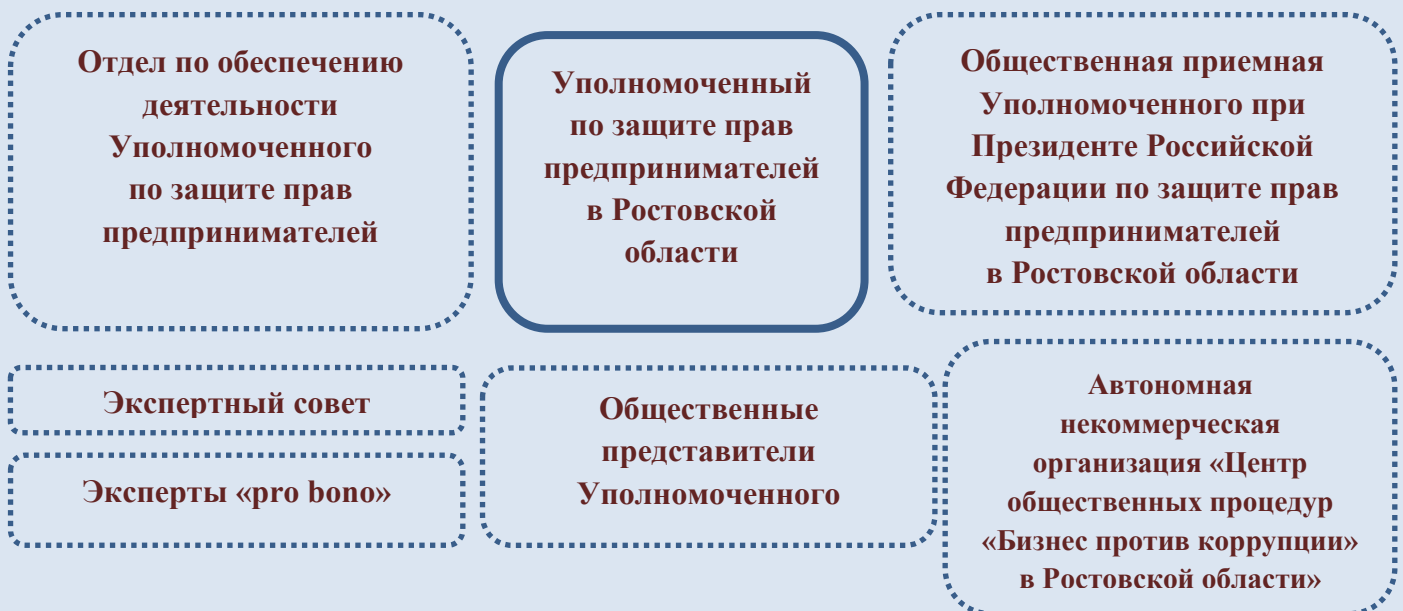 Отдел по обеспечению
деятельности
Уполномоченного
по защите прав
предпринимателей
Уполномоченный
по защите прав
предпринимателей
в Ростовской
области
Общественная приемная
Уполномоченного при
Президенте Российской
Федерации по защите прав
предпринимателей
в Ростовской области
Экспертный совет
Эксперты «pro bono»
Общественные
представители
Уполномоченного
Автономная
некоммерческая
организация «Центр
общественных процедур
«Бизнес против коррупции»
в Ростовской области»